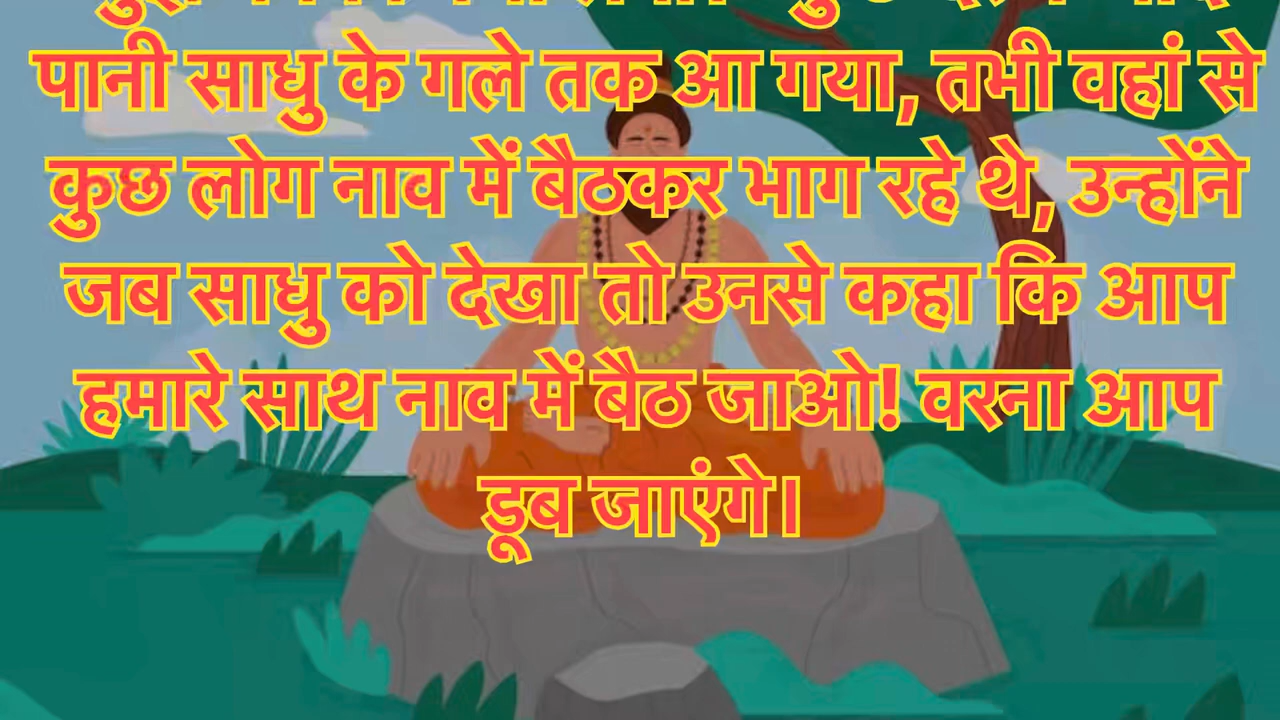 पानी साधु के गले तक आ गया, तभी वहां से
कुछ लोग नाव में बैठकर भाग रहे थे, उन्होंने
जब साधु को देखा तो उनसे कहा कि आप
हमारे साथ नाव में बैठ जाओ! वरना आप
डूब जाएंगे।